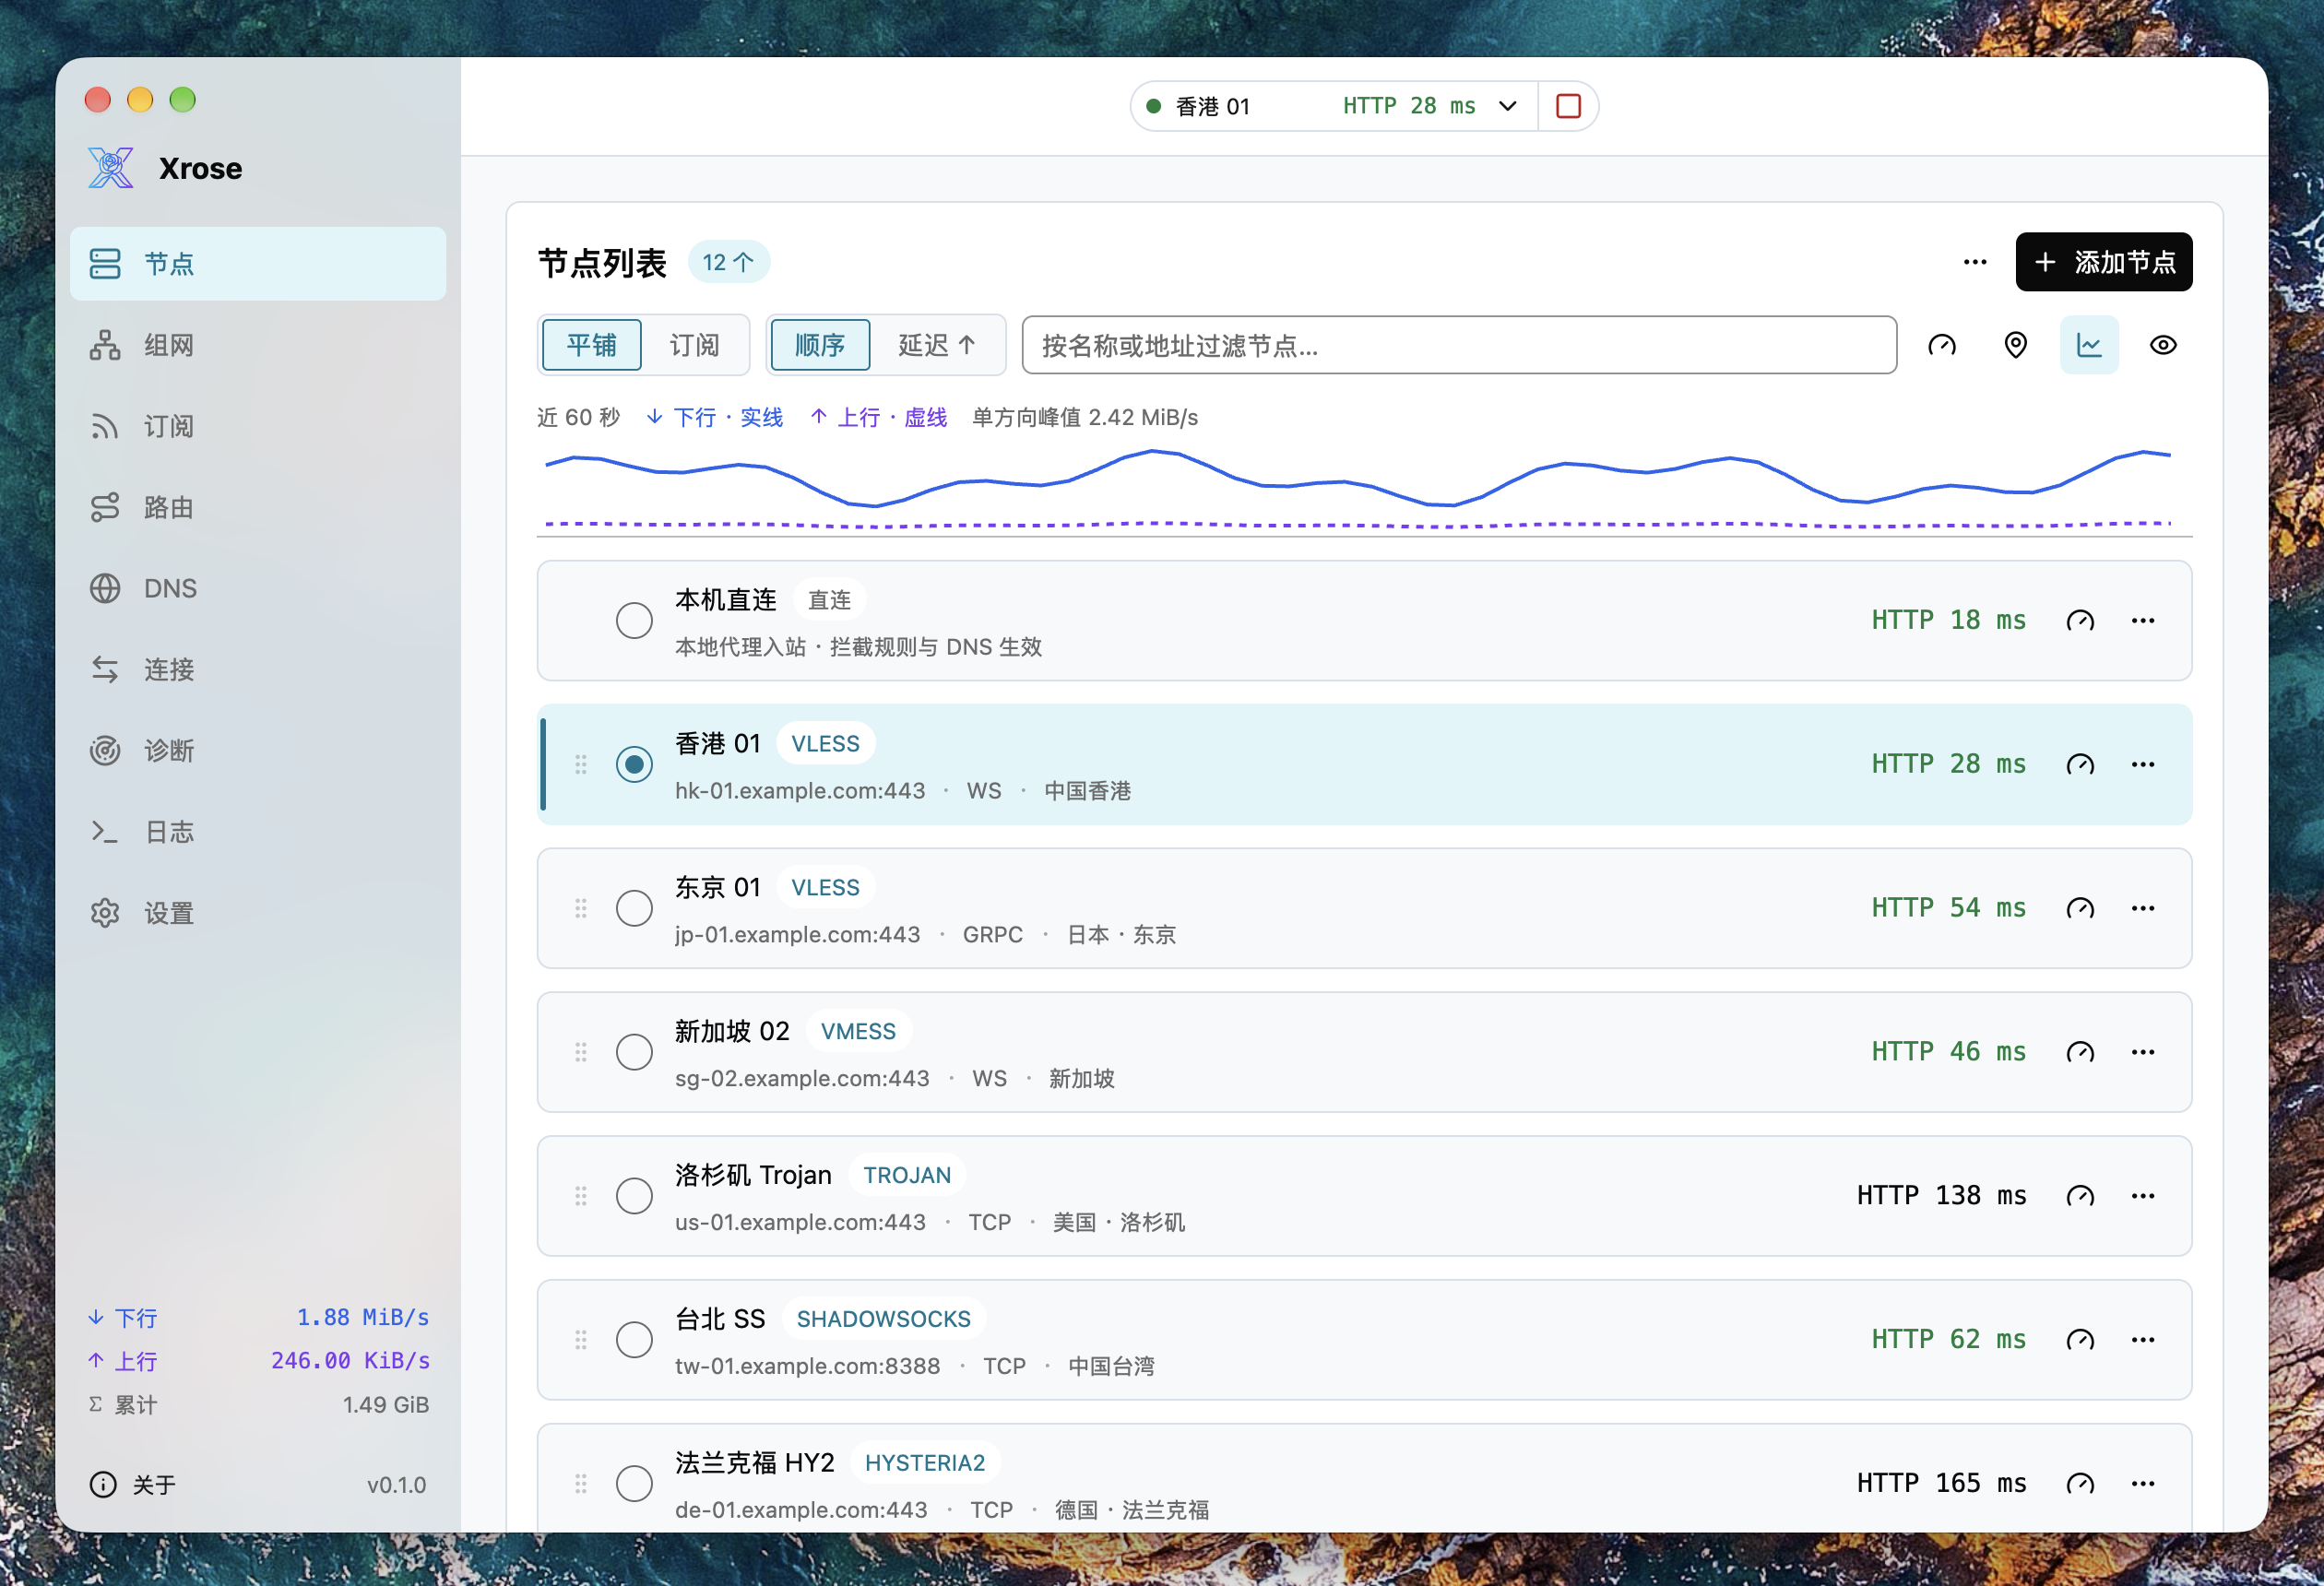 Xrose
节点
组网
订阅
路由
DNS
连接
诊断
日志
设置
↓ 下行 1.88 MiB/s
↑ 上行 246.00 KiB/s
Σ 累计 1.49 GiB
关于 v0.1.0
香港 01 HTTP 28 ms
节点列表 12 个 ··· + 添加节点
平铺 订阅 顺序 延迟 ↑ 按名称或地址过滤节点...
近 60 秒 ↓ 下行 · 实线 ↑ 上行 · 虚线 单方向峰值 2.42 MiB/s
本机直连 直连
本地代理入站 · 拦截规则与 DNS 生效
HTTP 18 ms
香港 01 VLESS
hk-01.example.com:443 · WS · 中国香港
HTTP 28 ms
东京 01 VLESS
jp-01.example.com:443 · GRPC · 日本 · 东京
HTTP 54 ms
新加坡 02 VMESS
sg-02.example.com:443 · WS · 新加坡
HTTP 46 ms
洛杉矶 Trojan TROJAN
us-01.example.com:443 · TCP · 美国 · 洛杉矶
HTTP 138 ms
台北 SS SHADOWSOCKS
tw-01.example.com:8388 · TCP · 中国台湾
HTTP 62 ms
法兰克福 HY2 HYSTERIA2
de-01.example.com:443 · TCP · 德国 · 法兰克福
HTTP 165 ms